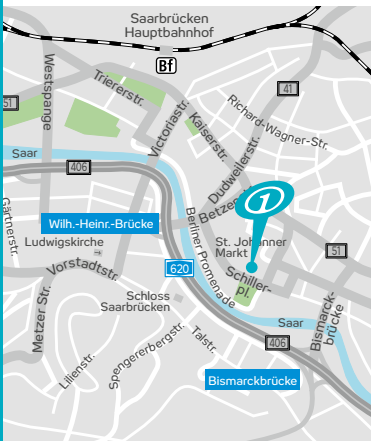 Saarbrücken
Hauptbahnhof
Bf
Westspange
Triererstr.
Victoriastr.
Kaiserstr.
41
Richard-Wagner-Str.
51
Saar
406
Dudweilerstr.
Gärtnerstr.
Wilh.-Heinr.-Brücke
Berliner Promenade
1
Ludwigskirche
St. Johanner
Markt
51
Vorstadtstr.
620
Schiller-
pl.
Metzer Str.
Schloss
Saarbrücken
Saar
Bismarck-
brücke
Lilienstr.
Spengererbergstr.
Talstr.
406
Bismarckbrücke